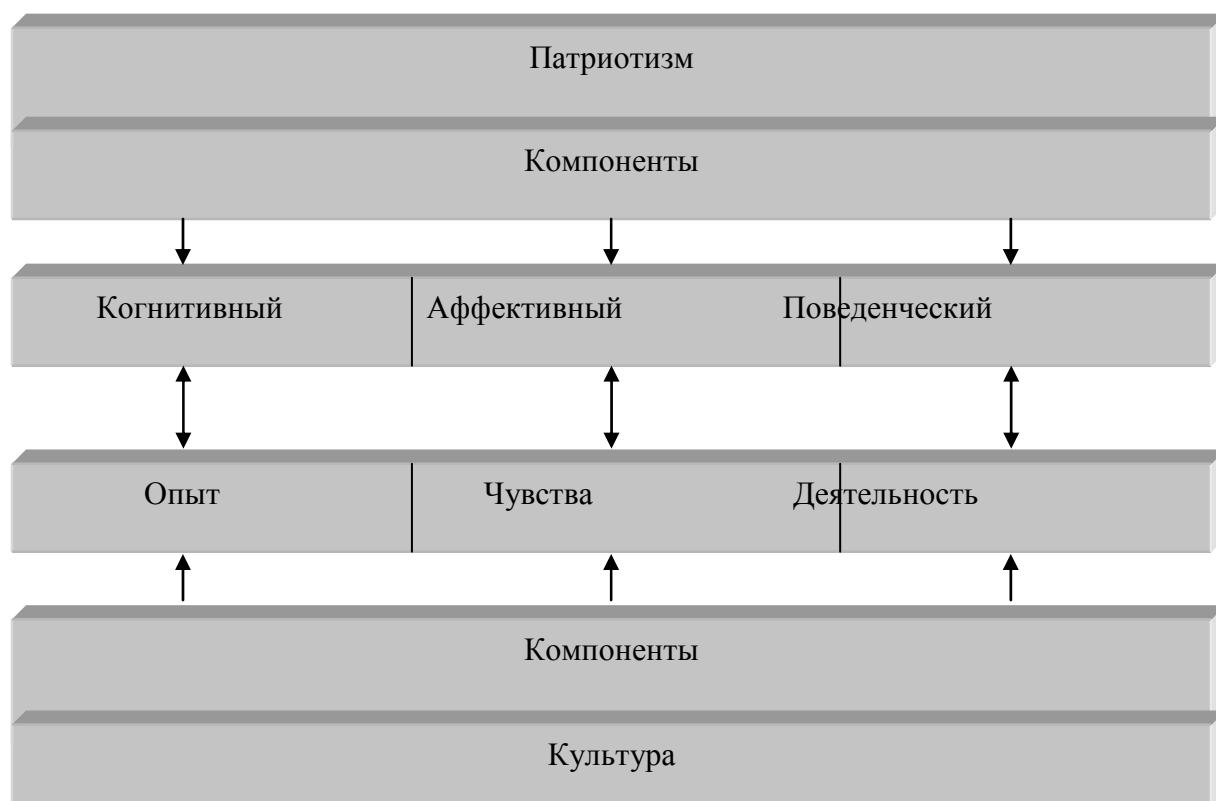 Патриотизм
Компоненты
Когнитивный Аффективный Поведенческий
Опыт Чувства Деятельность
Компоненты
Культура